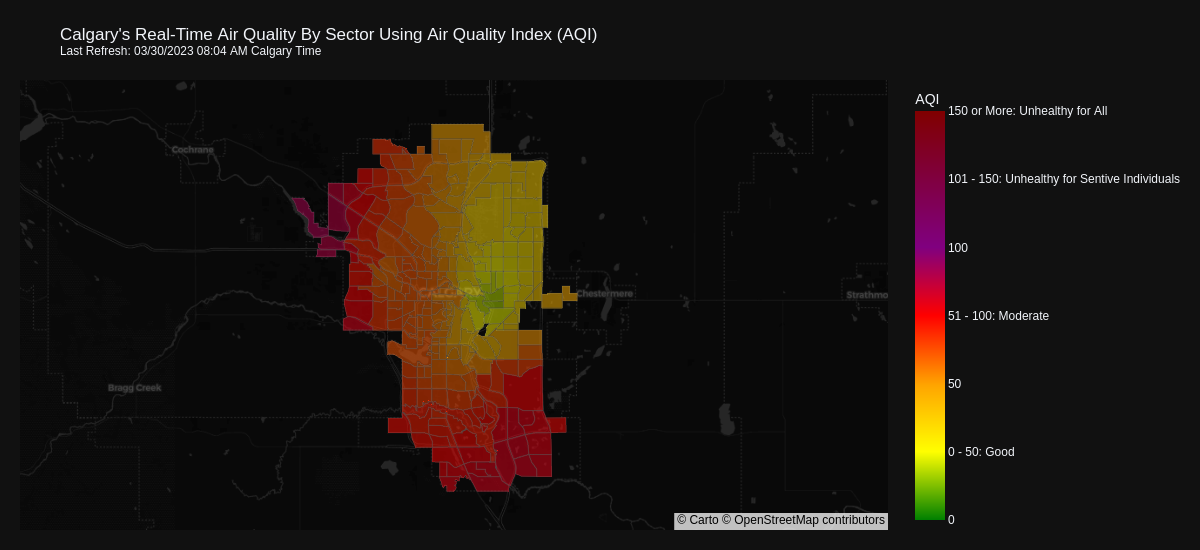 Calgary's Real-Time Air Quality By Sector Using Air Quality Index (AQI)
Last Refresh: 03/30/2023 08:04 AM Calgary Time
AQI
150 or More: Unhealthy for All
Cochrane
101 - 150: Unhealthy for Sentive Individuals
100
CALGARY
Chestermere
Strathmo
51 - 100: Moderate
50
Bragg Creek
0 - 50: Good
0
© Carto © OpenStreetMap contributors